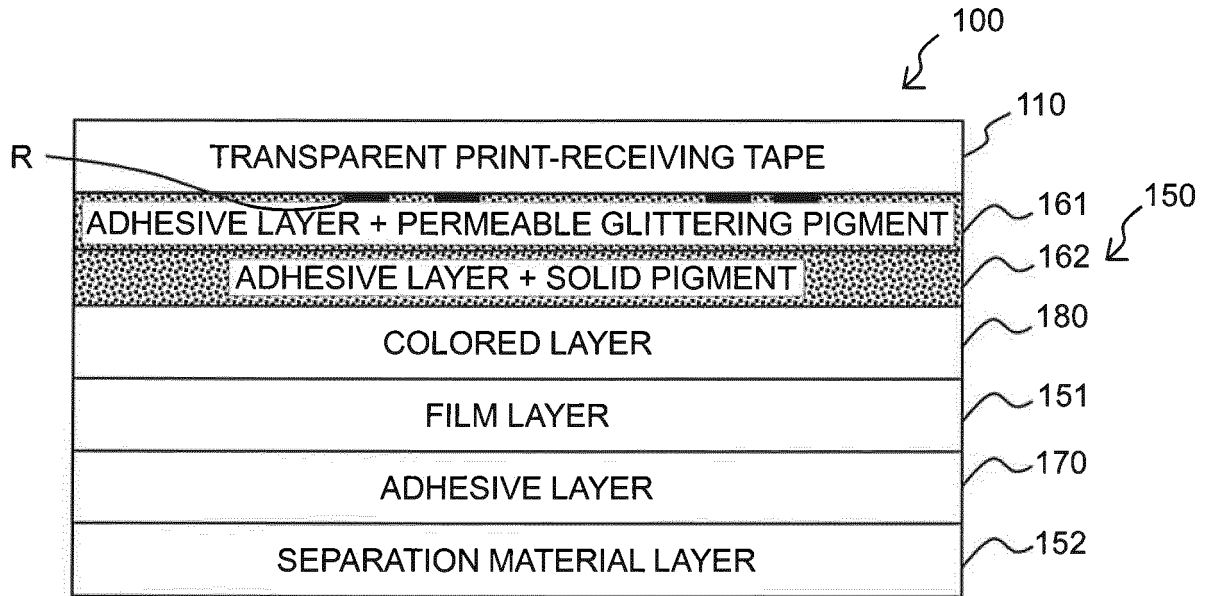 100
110
TRANSPARENT PRINT-RECEIVING TAPE
R
ADHESIVE LAYER + PERMEABLE GLITTERING PIGMENT
161
150
ADHESIVE LAYER + SOLID PIGMENT
162
COLORED LAYER
180
FILM LAYER
151
ADHESIVE LAYER
170
SEPARATION MATERIAL LAYER
152